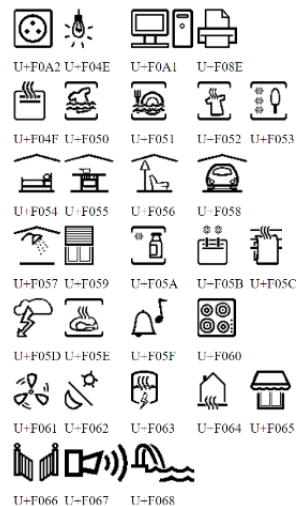 U+F0A2 U+F04E U+F0A1 U+F08E
U+F04F U+F050 U+F051 U+F052 U+F053
U+F054 U+F055 U+F056 U+F058
U+F057 U+F059 U+F05A U+F05B U+F05C
U+F05D U+F05E U+F05F U+F060
U+F061 U+F062 U+F063 U+F064 U+F065
U+F066 U+F067 U+F068